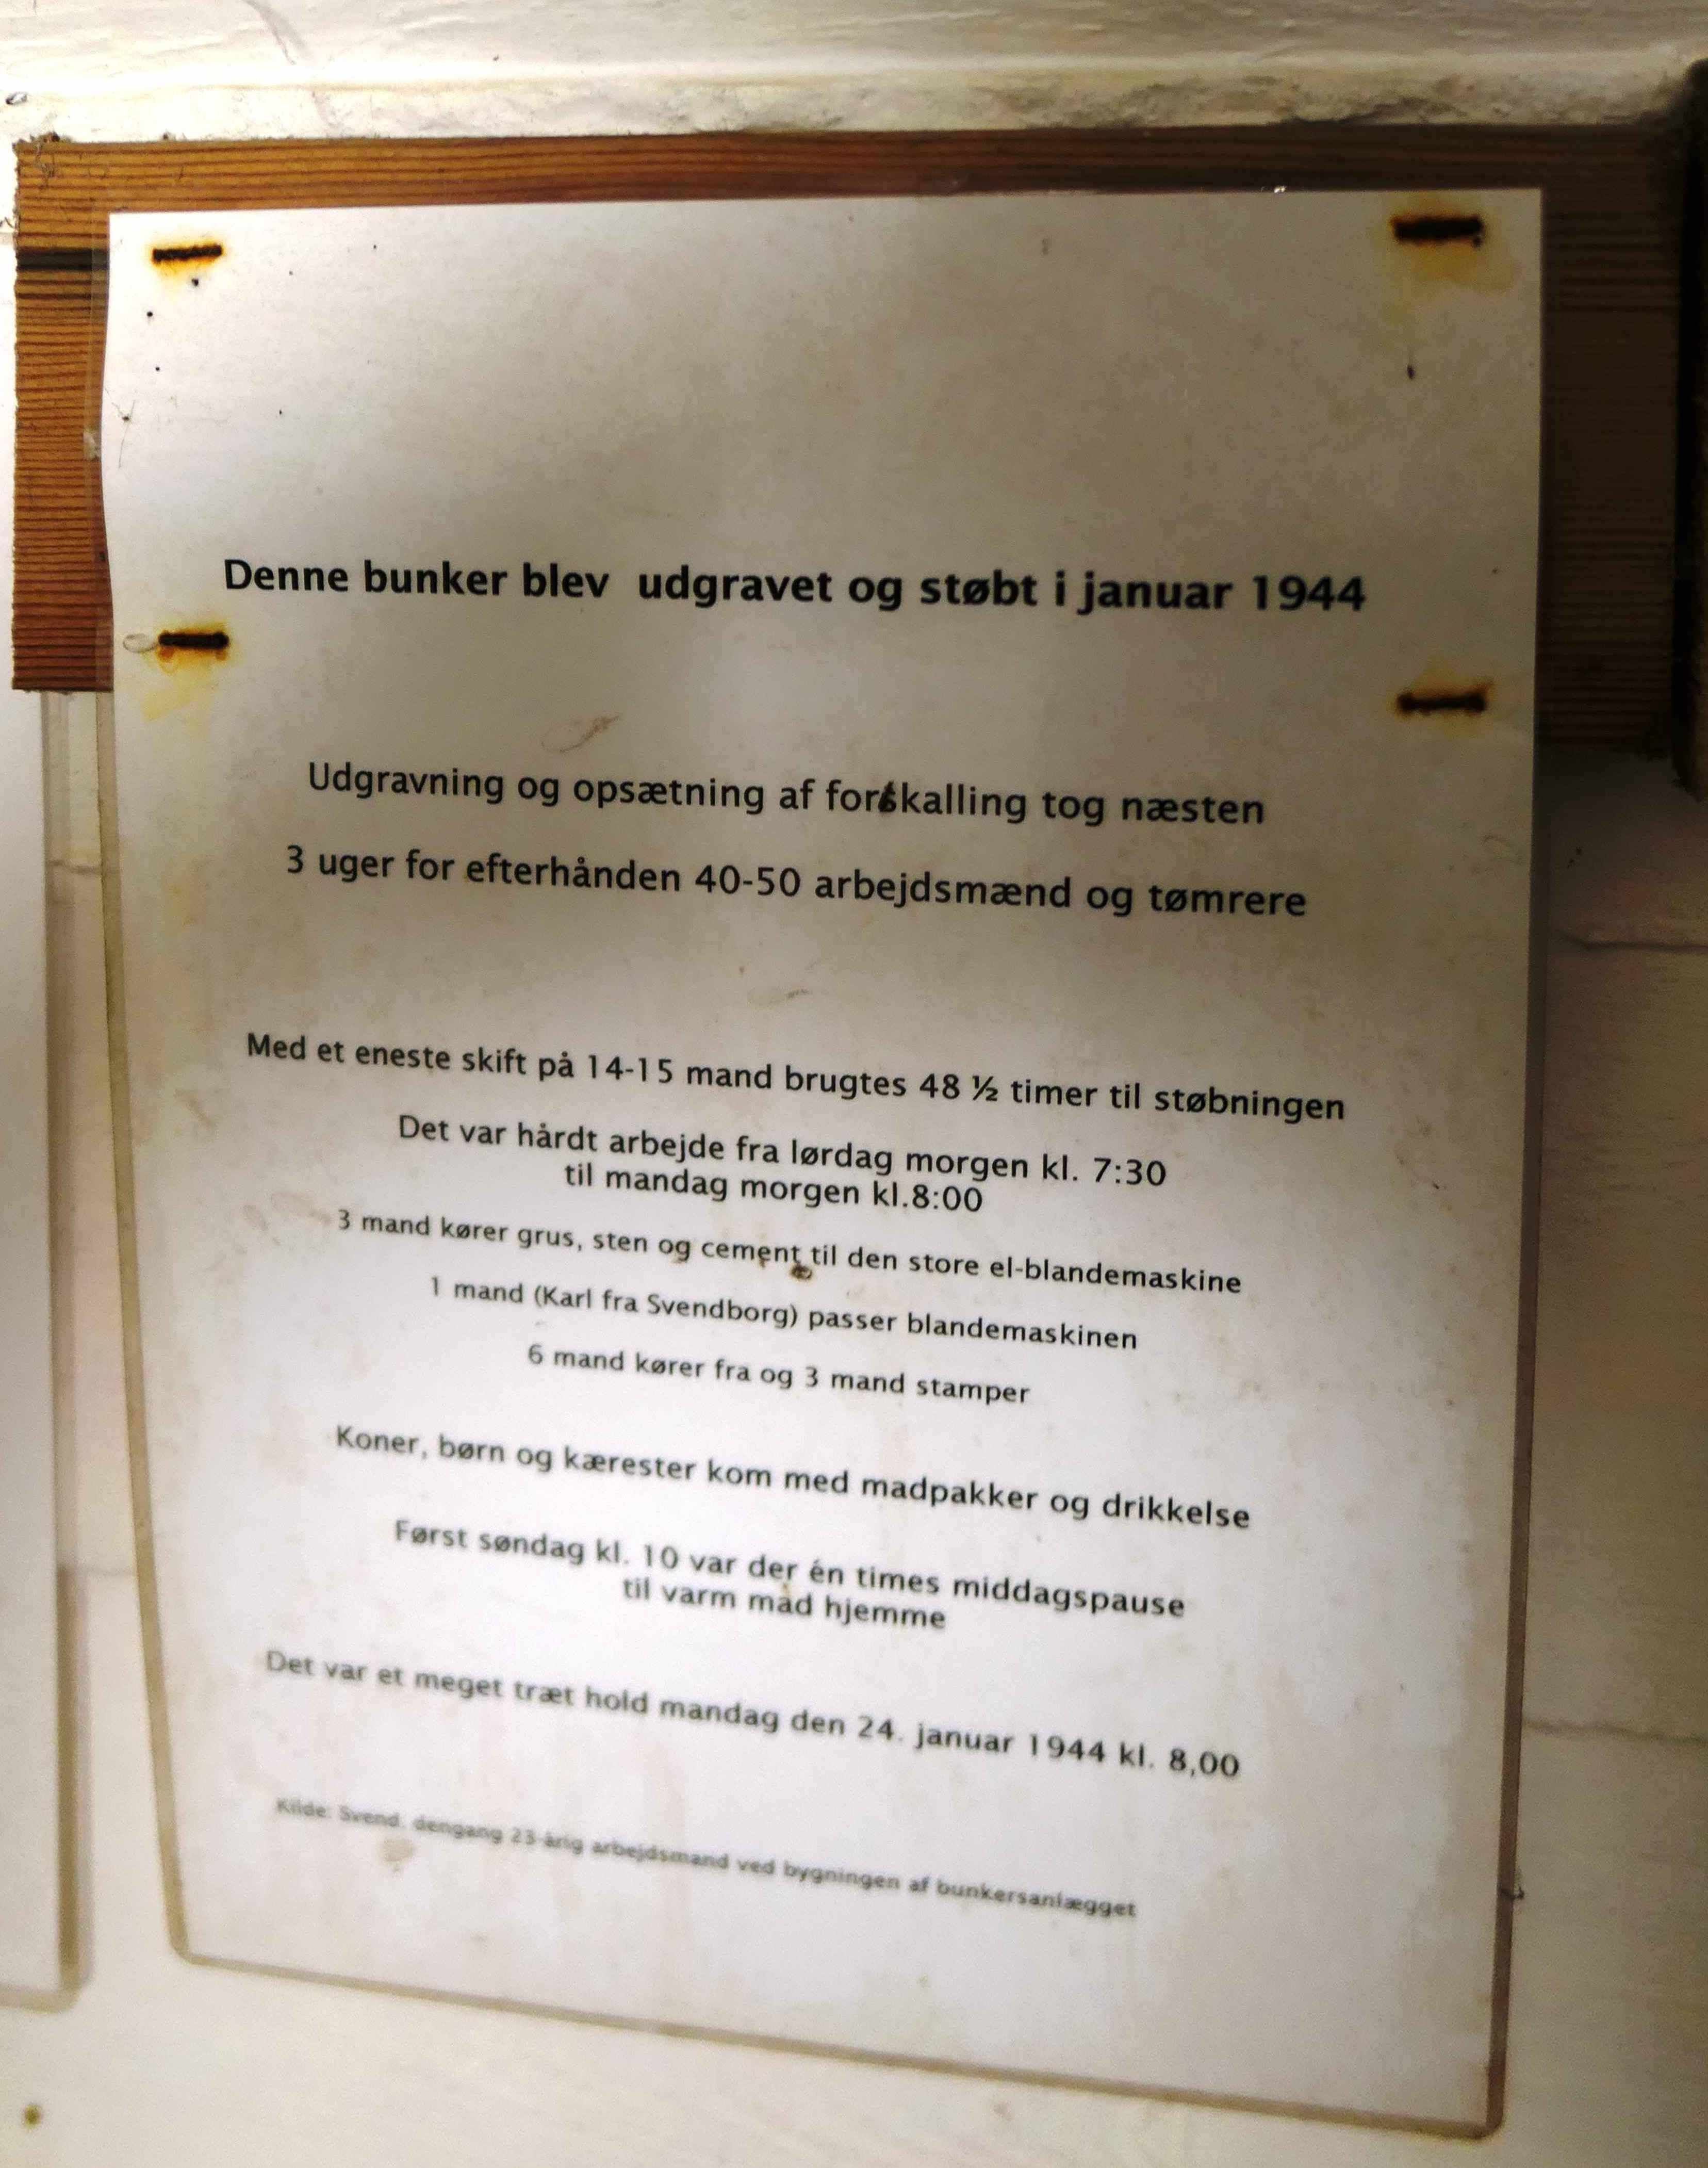 Denne bunker blev udgravet og støbt i januar 1944
Udgravning og opsætning af forskalling tog næsten
3 uger for efterhånden 40-50 arbejdsmænd og tømrere
Med et eneste skift på 14-15 mand brugtes 48 ½ timer til støbningen
Det var hårdt arbejde fra lørdag morgen kl. 7:30
til mandag morgen kl.8:00
3 mand kører grus, sten og cement til den store el-blandemaskine
1 mand (Karl fra Svendborg) passer blandemaskinen
6 mand kører fra og 3 mand stamper
Koner, børn og kærester kom med madpakker og drikkelse
Først søndag kl. 10 var der én times middagspause
til varm mad hjemme
Det var et meget træt hold mandag den 24. januar 1944 kl. 8,00
Kilde: Svend, dengang 23-årig arbejdsmand ved bygningen af bunkersanlægget